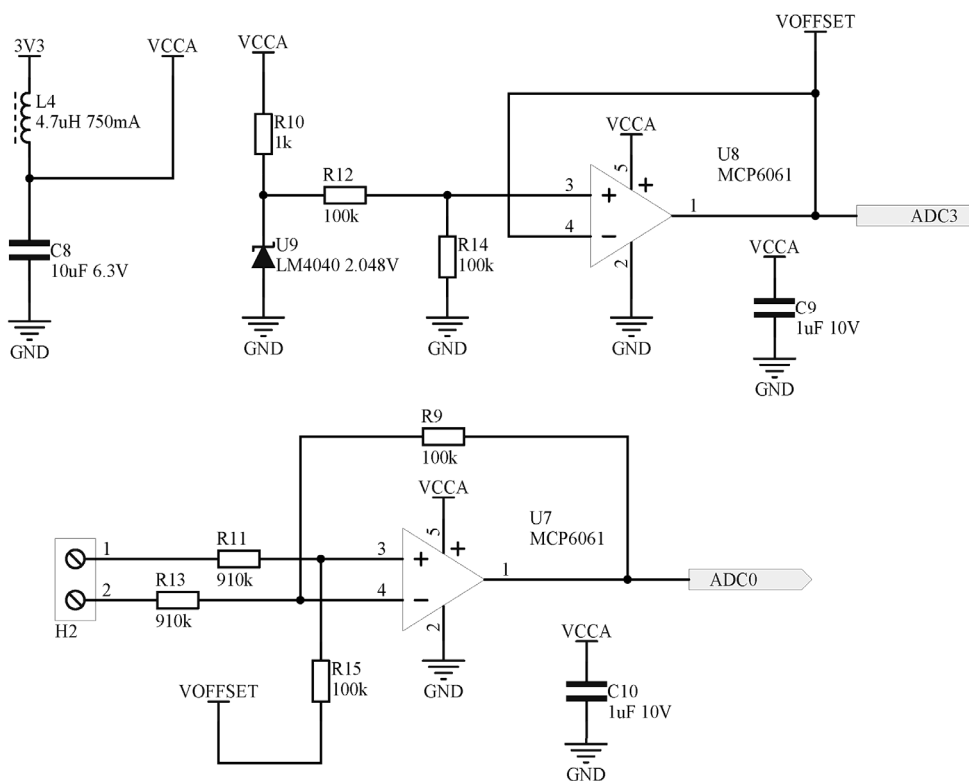 3V3
VCCA
L4
4.7uH 750mA
C8
10uF 6.3V
GND
VCCA
R10
1k
R12
100k
U9
LM4040 2.048V
GND
R14
100k
GND
VOFFSET
VCCA
U8
MCP6061
3
4
5
2
1
+
+
−
GND
ADC3
VCCA
C9
1uF 10V
GND
R9
100k
VCCA
U7
MCP6061
H2
1
2
R11
910k
R13
910k
3
4
5
2
1
+
+
−
GND
ADC0
R15
100k
VOFFSET
VCCA
C10
1uF 10V
GND